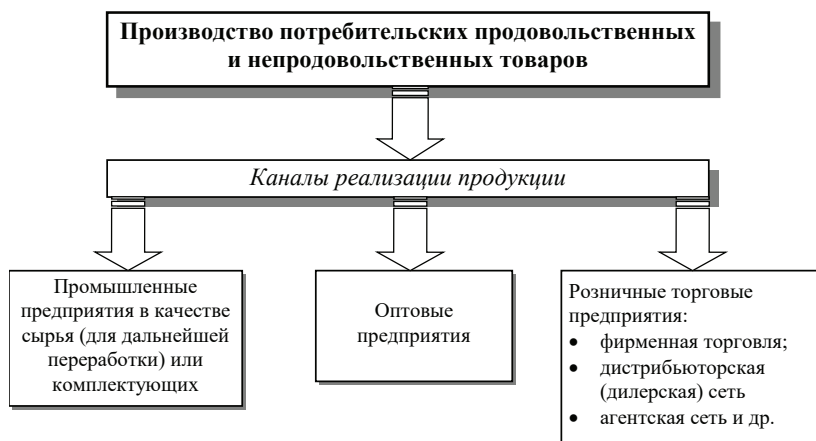 Производство потребительских продовольственных
и непродовольственных товаров
Каналы реализации продукции
Промышленные
предприятия в качестве
сырья (для дальнейшей
переработки) или
комплектующих
Оптовые
предприятия
Розничные торговые
предприятия:
• фирменная торговля;
• дистрибьюторская
(дилерская) сеть
• агентская сеть и др.